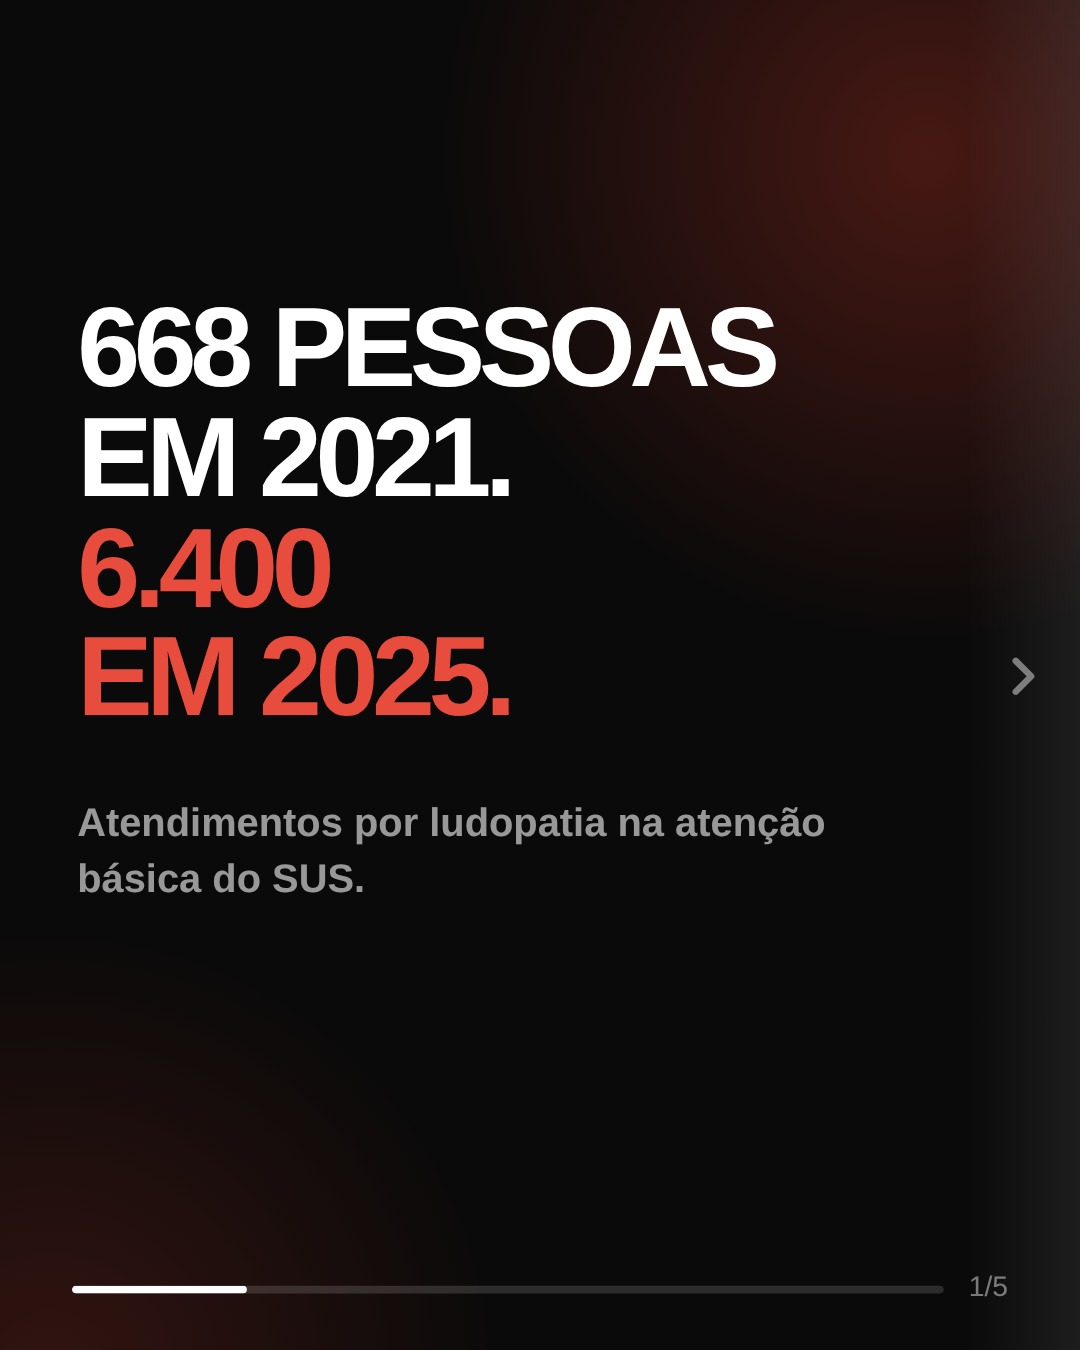 668 PESSOAS
EM 2021.
6.400
EM 2025.
Atendimentos por ludopatia na atenção
básica do SUS.
1/5